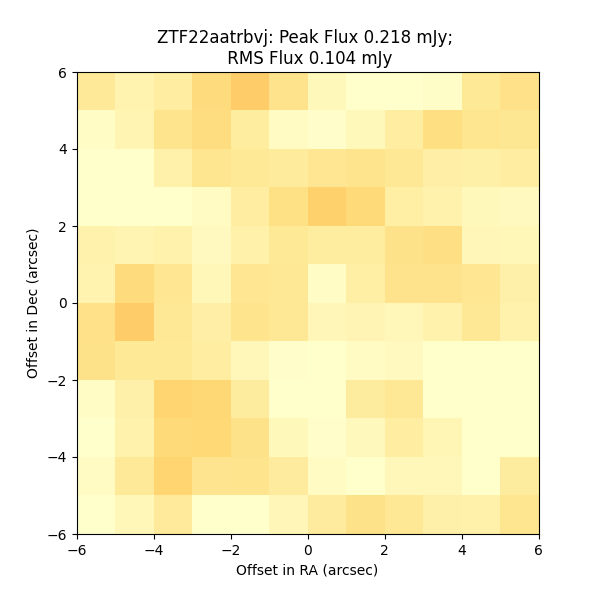 ZTF22aatrbvj: Peak Flux 0.218 mJy;
RMS Flux 0.104 mJy
6
4
2
0
−2
−4
−6
Offset in Dec (arcsec)
−6 −4 −2 0 2 4 6
Offset in RA (arcsec)